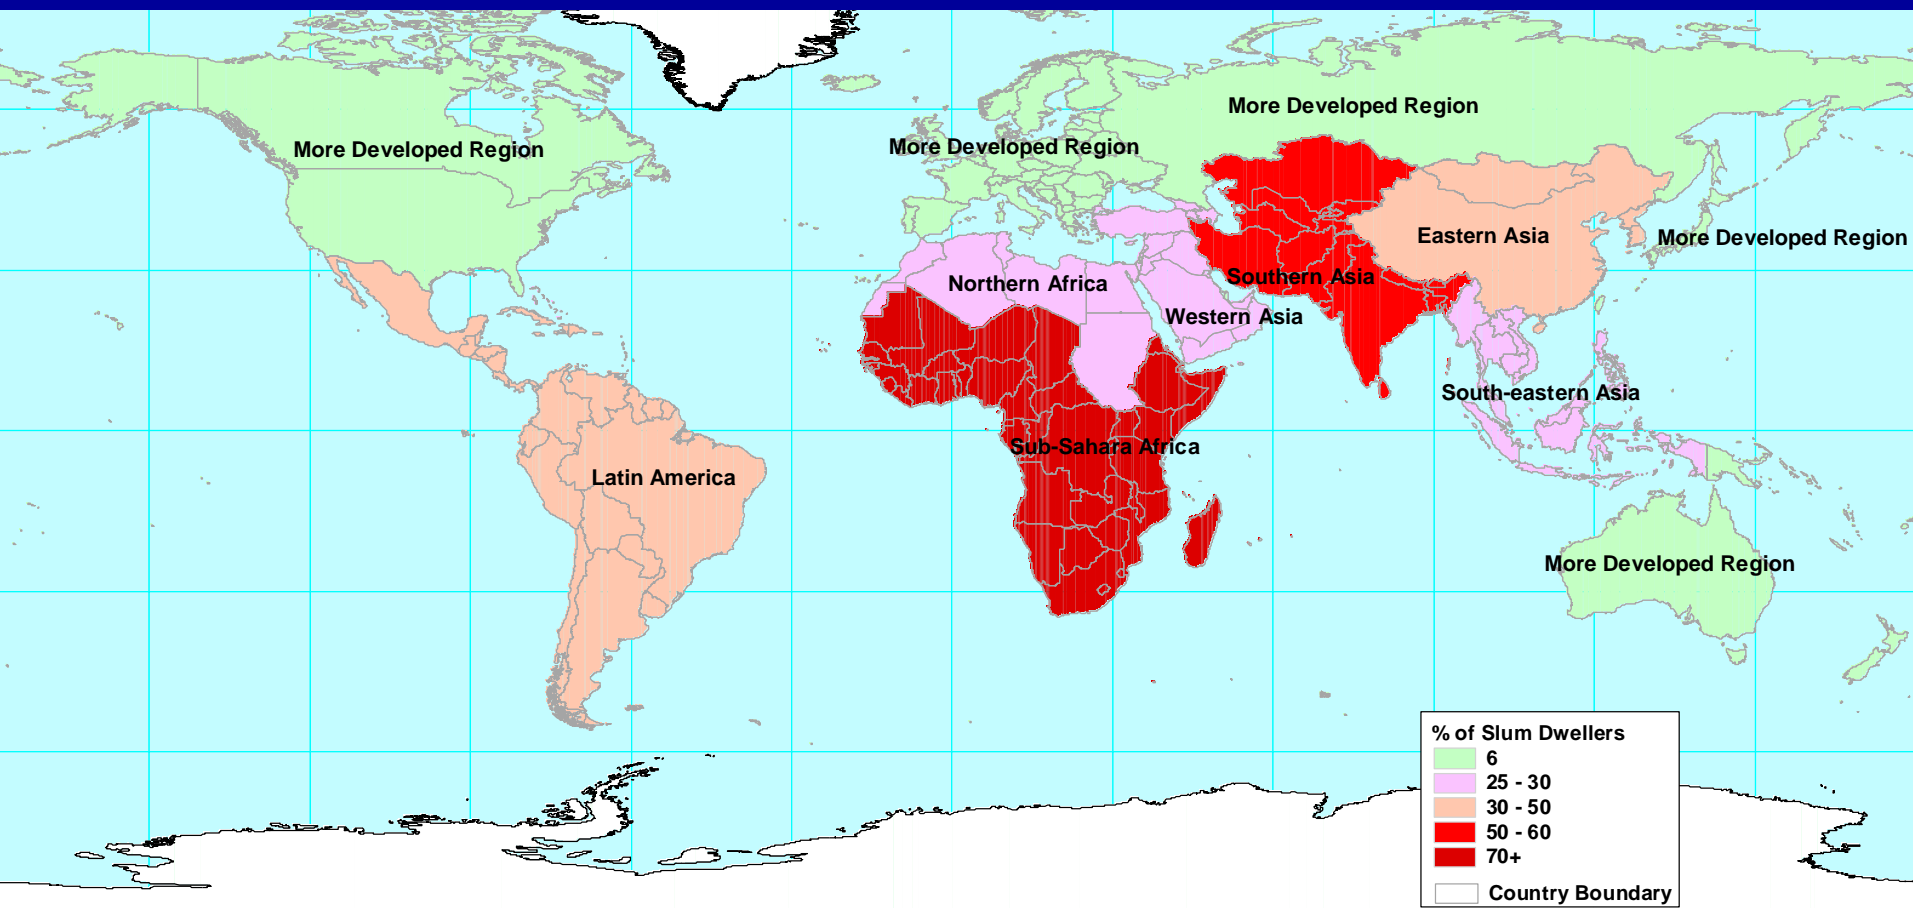 More Developed Region
More Developed Region
More Developed Region
Eastern Asia
More Developed Region
Southern Asia
Northern Africa
Western Asia
South-eastern Asia
Sub-Sahara Africa
Latin America
More Developed Region
% of Slum Dwellers
6
25 - 30
30 - 50
50 - 60
70+
Country Boundary